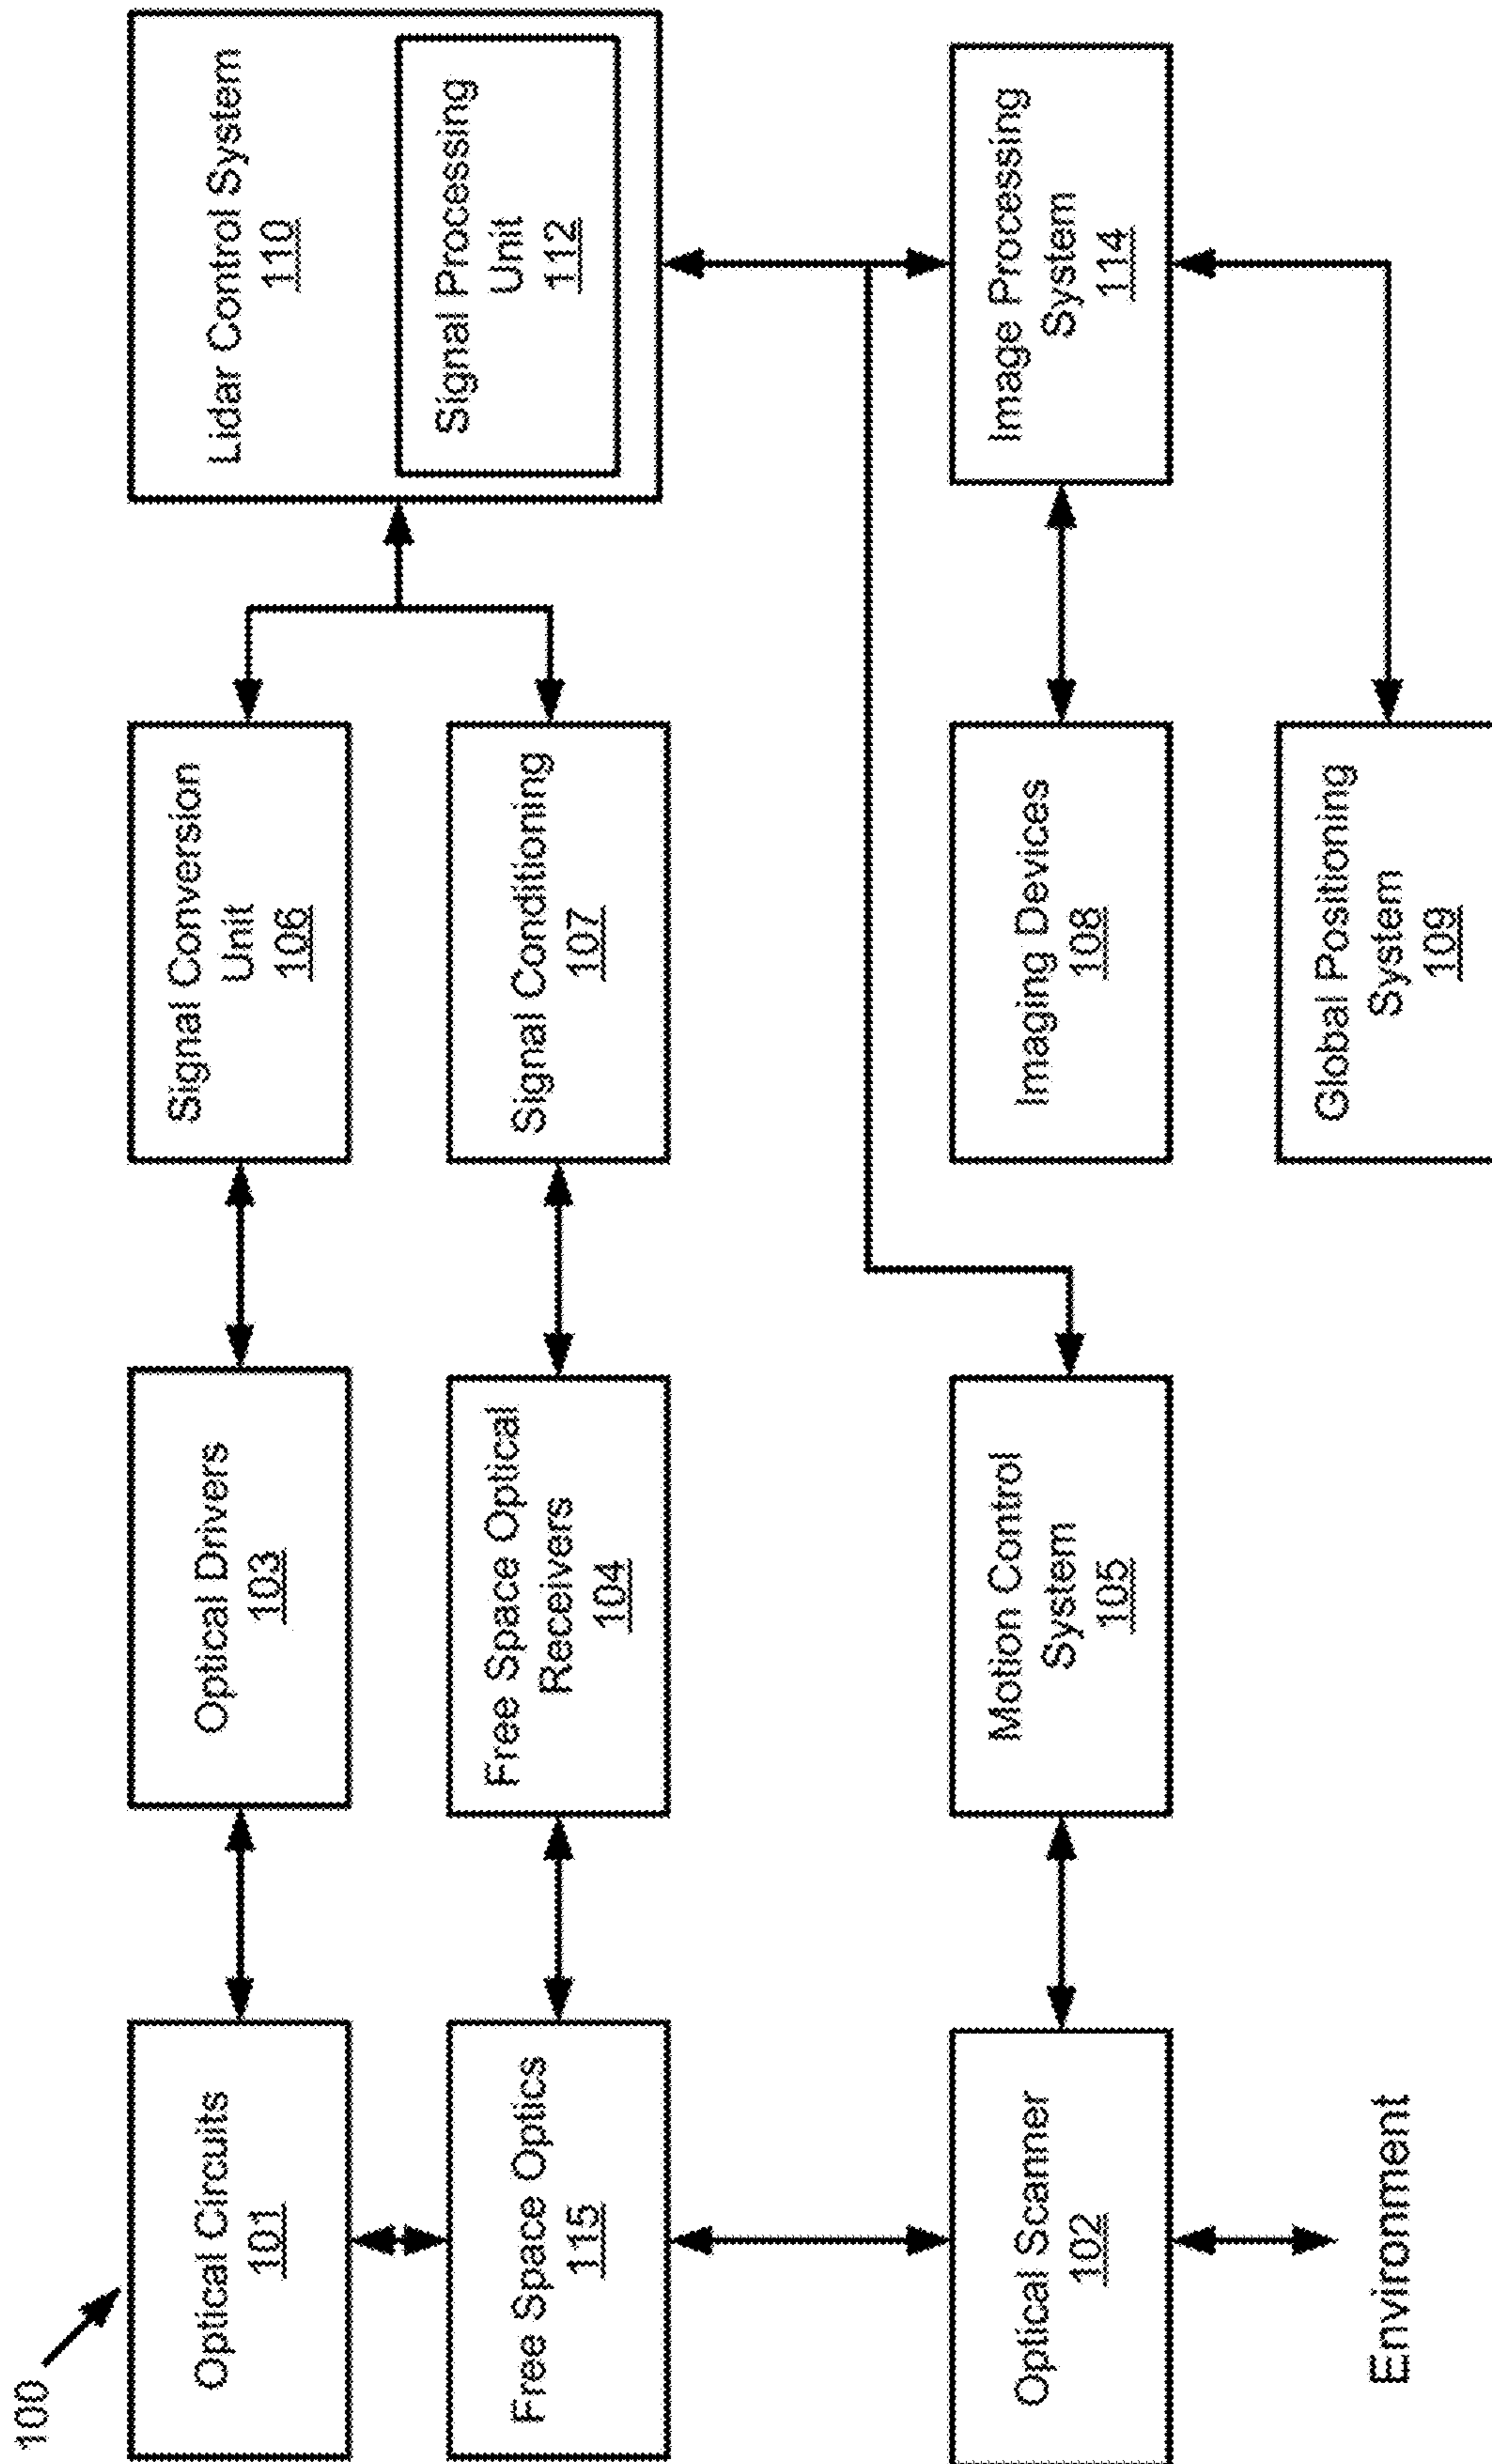 100
Optical Circuits
101
Optical Drivers
103
Signal Conversion
Unit
106
Lidar Control System
110
Signal Processing
Unit
112
Free Space Optics
115
Free Space Optical
Receivers
104
Signal Conditioning
107
Optical Scanner
102
Motion Control
System
105
Imaging Devices
108
Image Processing
System
114
Environment
Global Positioning
System
109